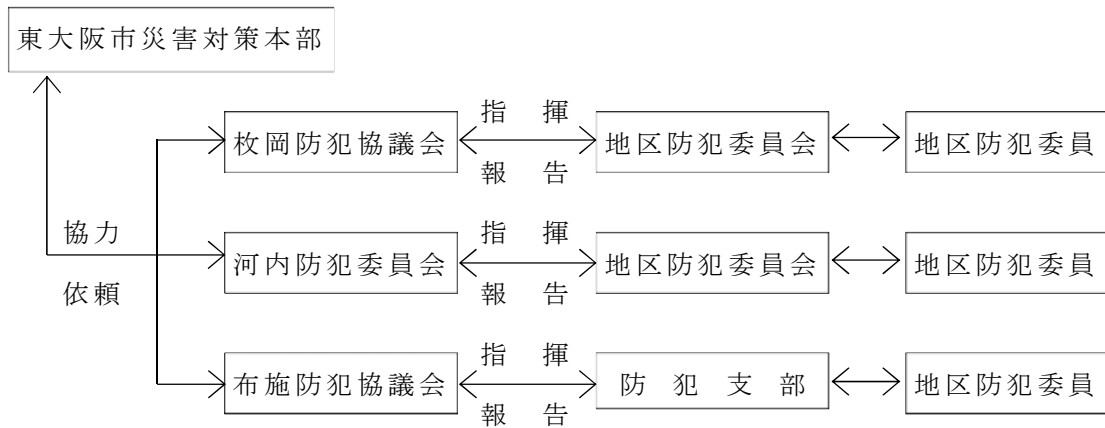 東大阪市災害対策本部
指揮
枚岡防犯協議会
地区防犯委員会
地区防犯委員
報告
協力
指揮
河内防犯委員会
地区防犯委員会
地区防犯委員
依頼
報告
指揮
布施防犯協議会
防犯支部
地区防犯委員
報告